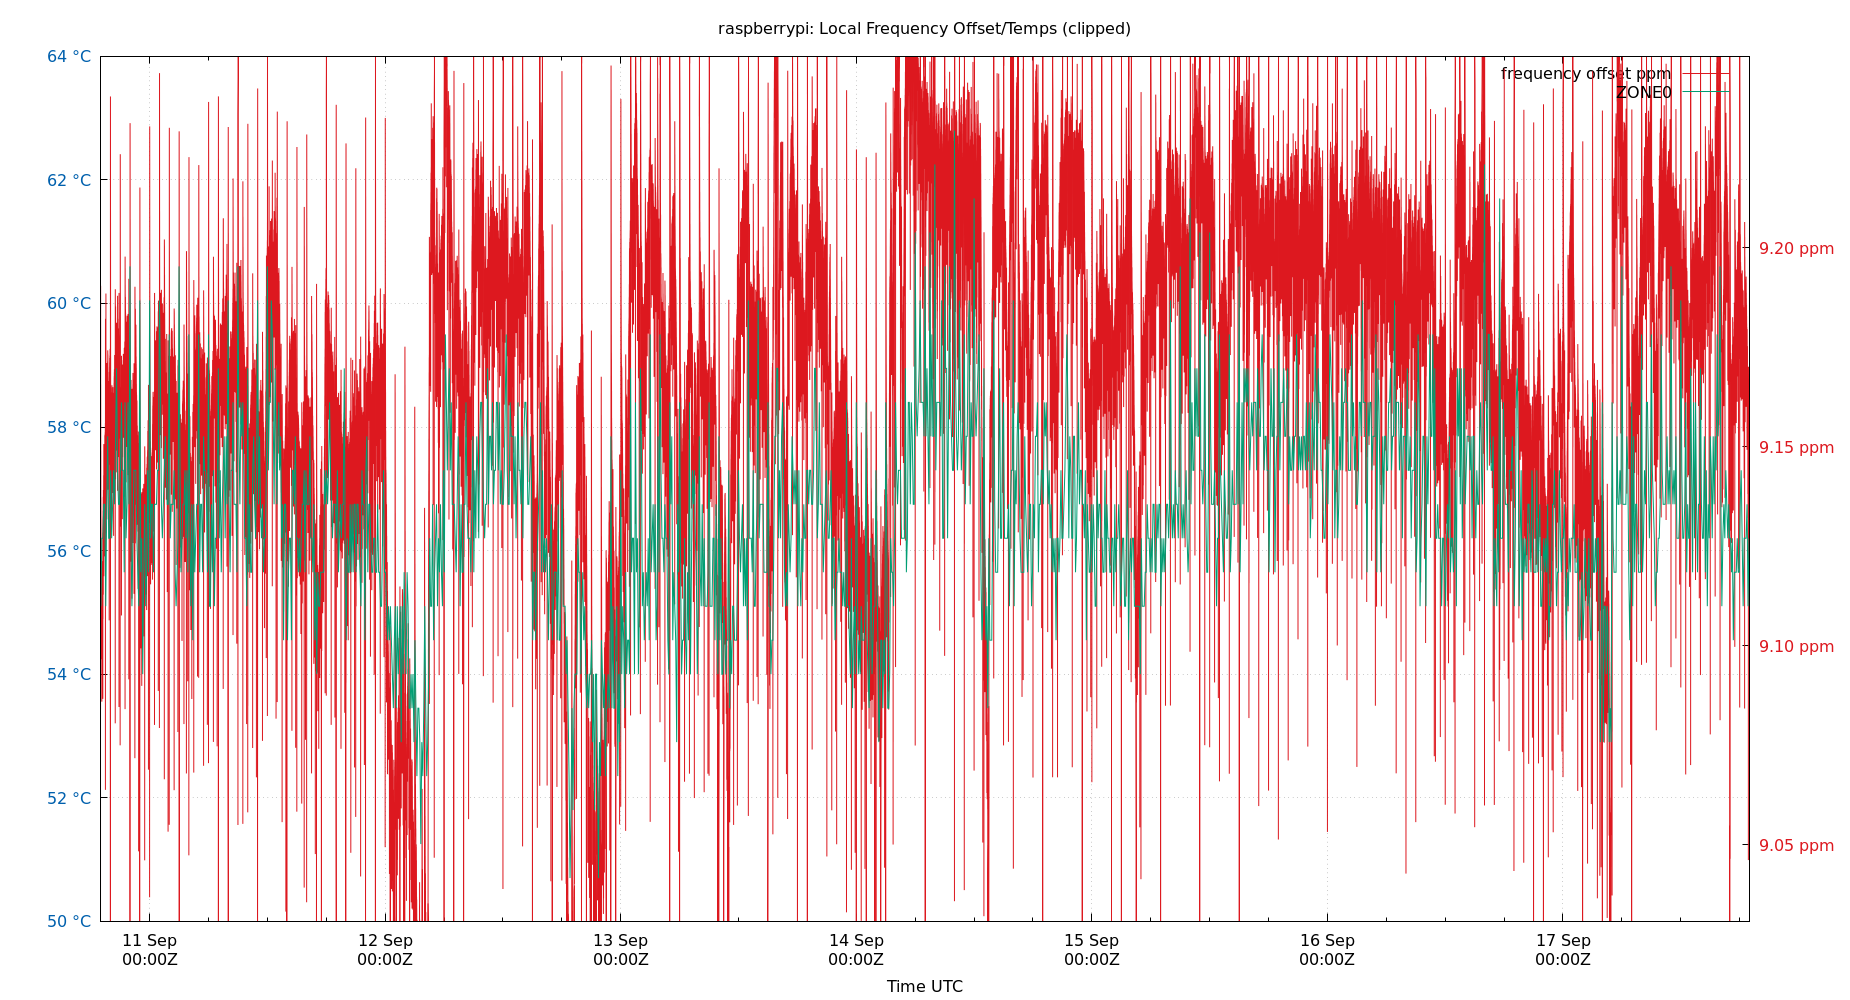 raspberrypi: Local Frequency Offset/Temps (clipped)
64 °C
62 °C
60 °C
58 °C
56 °C
54 °C
52 °C
50 °C
frequency offset ppm
ZONE0
9.20 ppm
9.15 ppm
9.10 ppm
9.05 ppm
11 Sep
00:00Z
12 Sep
00:00Z
13 Sep
00:00Z
14 Sep
00:00Z
15 Sep
00:00Z
16 Sep
00:00Z
17 Sep
00:00Z
Time UTC